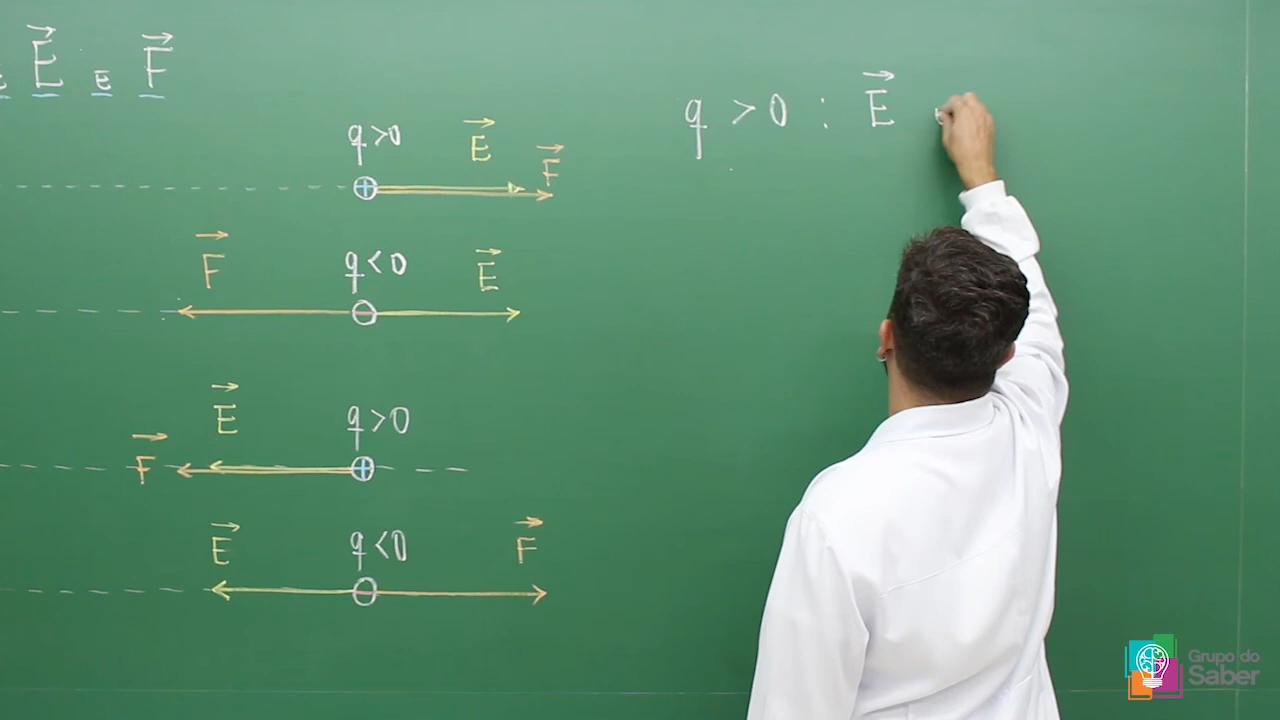 E⃗ E F⃗
q>0 E⃗ F⃗
F⃗ q<0 E⃗
E⃗ q>0
F⃗
E⃗ q<0 F⃗
q > 0 : E⃗
Grupo do
Saber